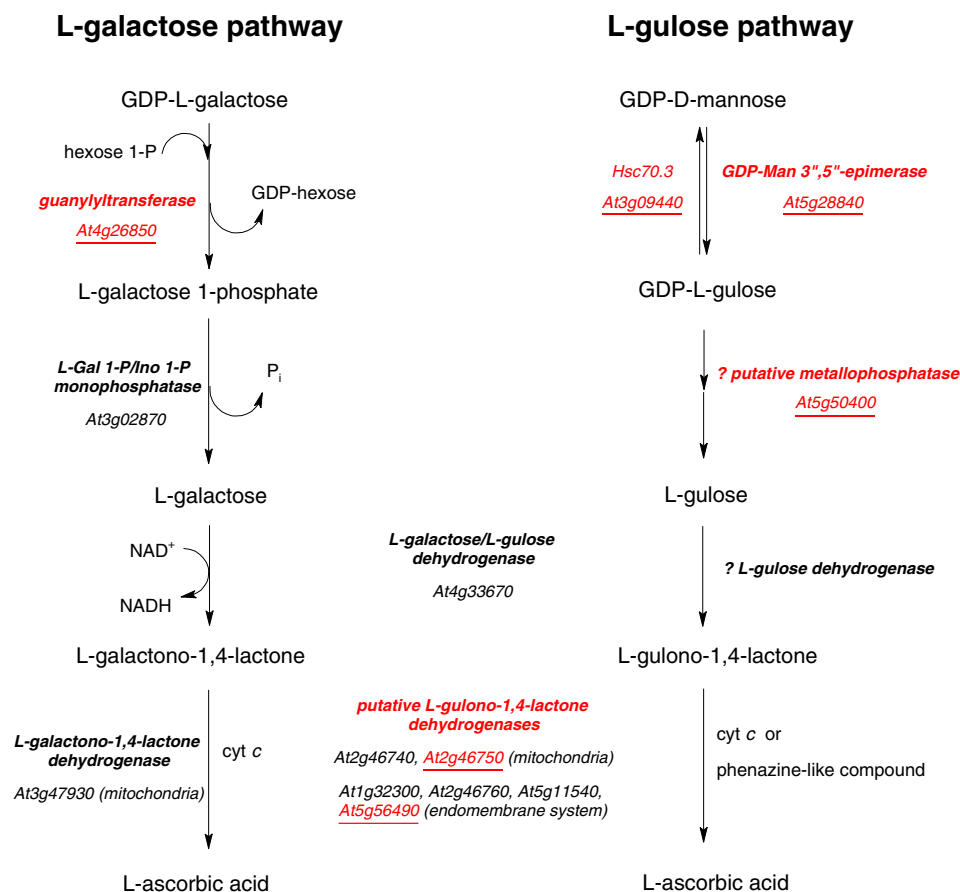 L-galactose pathway
L-gulose pathway
GDP-L-galactose
hexose 1-P
GDP-hexose
guanylyltransferase
At4g26850
L-galactose 1-phosphate
L-Gal 1-P/Ino 1-P
monophosphatase
At3g02870
Pi
L-galactose
NAD+
NADH
L-galactono-1,4-lactone
L-galactono-1,4-lactone
dehydrogenase
At3g47930 (mitochondria)
cyt c
L-ascorbic acid
GDP-D-mannose
Hsc70.3
At3g09440
GDP-Man 3",5"-epimerase
At5g28840
GDP-L-gulose
? putative metallophosphatase
At5g50400
L-gulose
L-galactose/L-gulose
dehydrogenase
At4g33670
? L-gulose dehydrogenase
L-gulono-1,4-lactone
putative L-gulono-1,4-lactone
dehydrogenases
At2g46740, At2g46750 (mitochondria)
At1g32300, At2g46760, At5g11540,
At5g56490 (endomembrane system)
cyt c or
phenazine-like compound
L-ascorbic acid